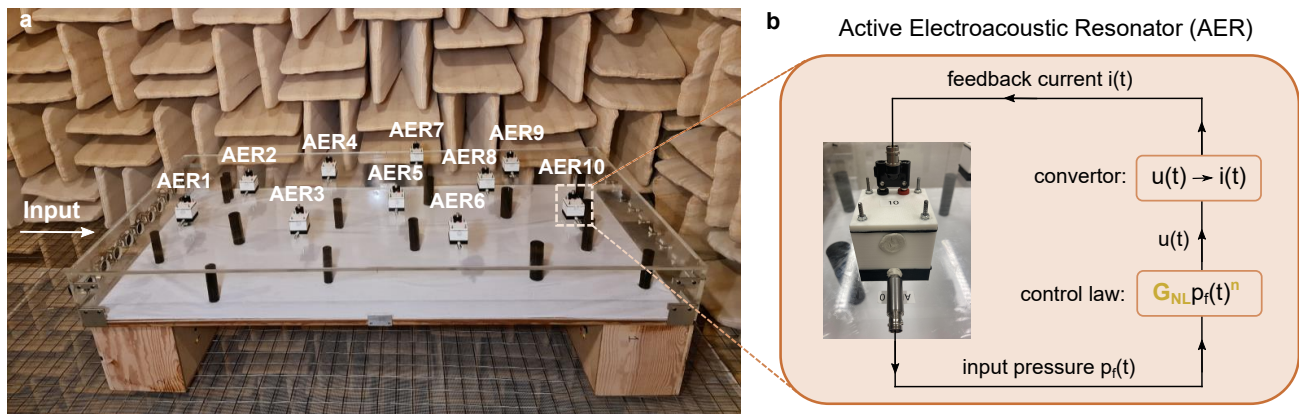 a
AER7
AER9
AER4
AER2
AER8
AER10
AER1
AER5
AER3
AER6
Input
b
Active Electroacoustic Resonator (AER)
feedback current i(t)
convertor:
u(t) → i(t)
10
u(t)
control law:
G_NL p_f(t)^n
input pressure p_f(t)